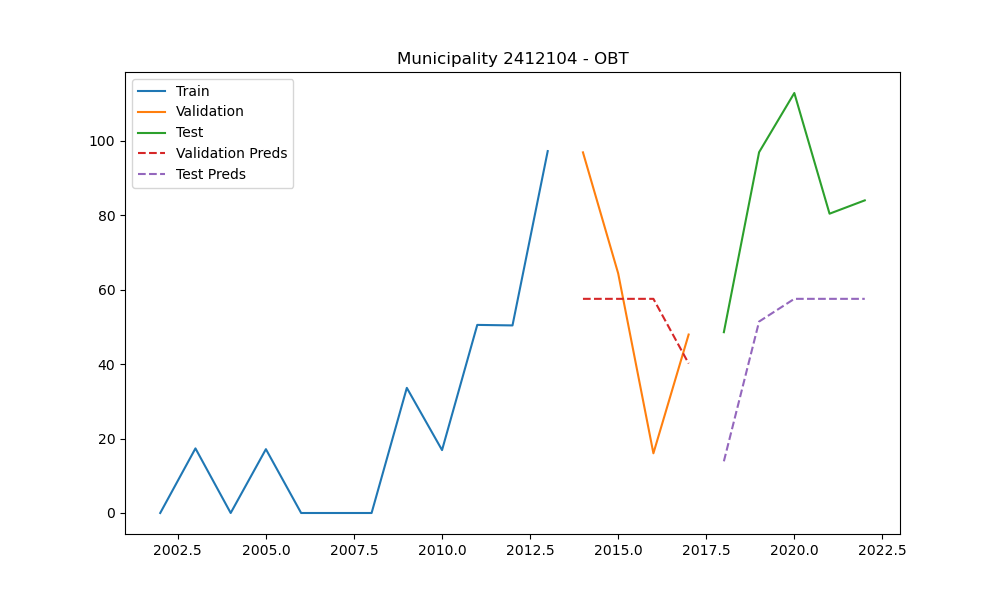 Municipality 2412104 - OBT
Train
Validation
Test
Validation Preds
Test Preds
100
80
60
40
20
0
2002.5 2005.0 2007.5 2010.0 2012.5 2015.0 2017.5 2020.0 2022.5